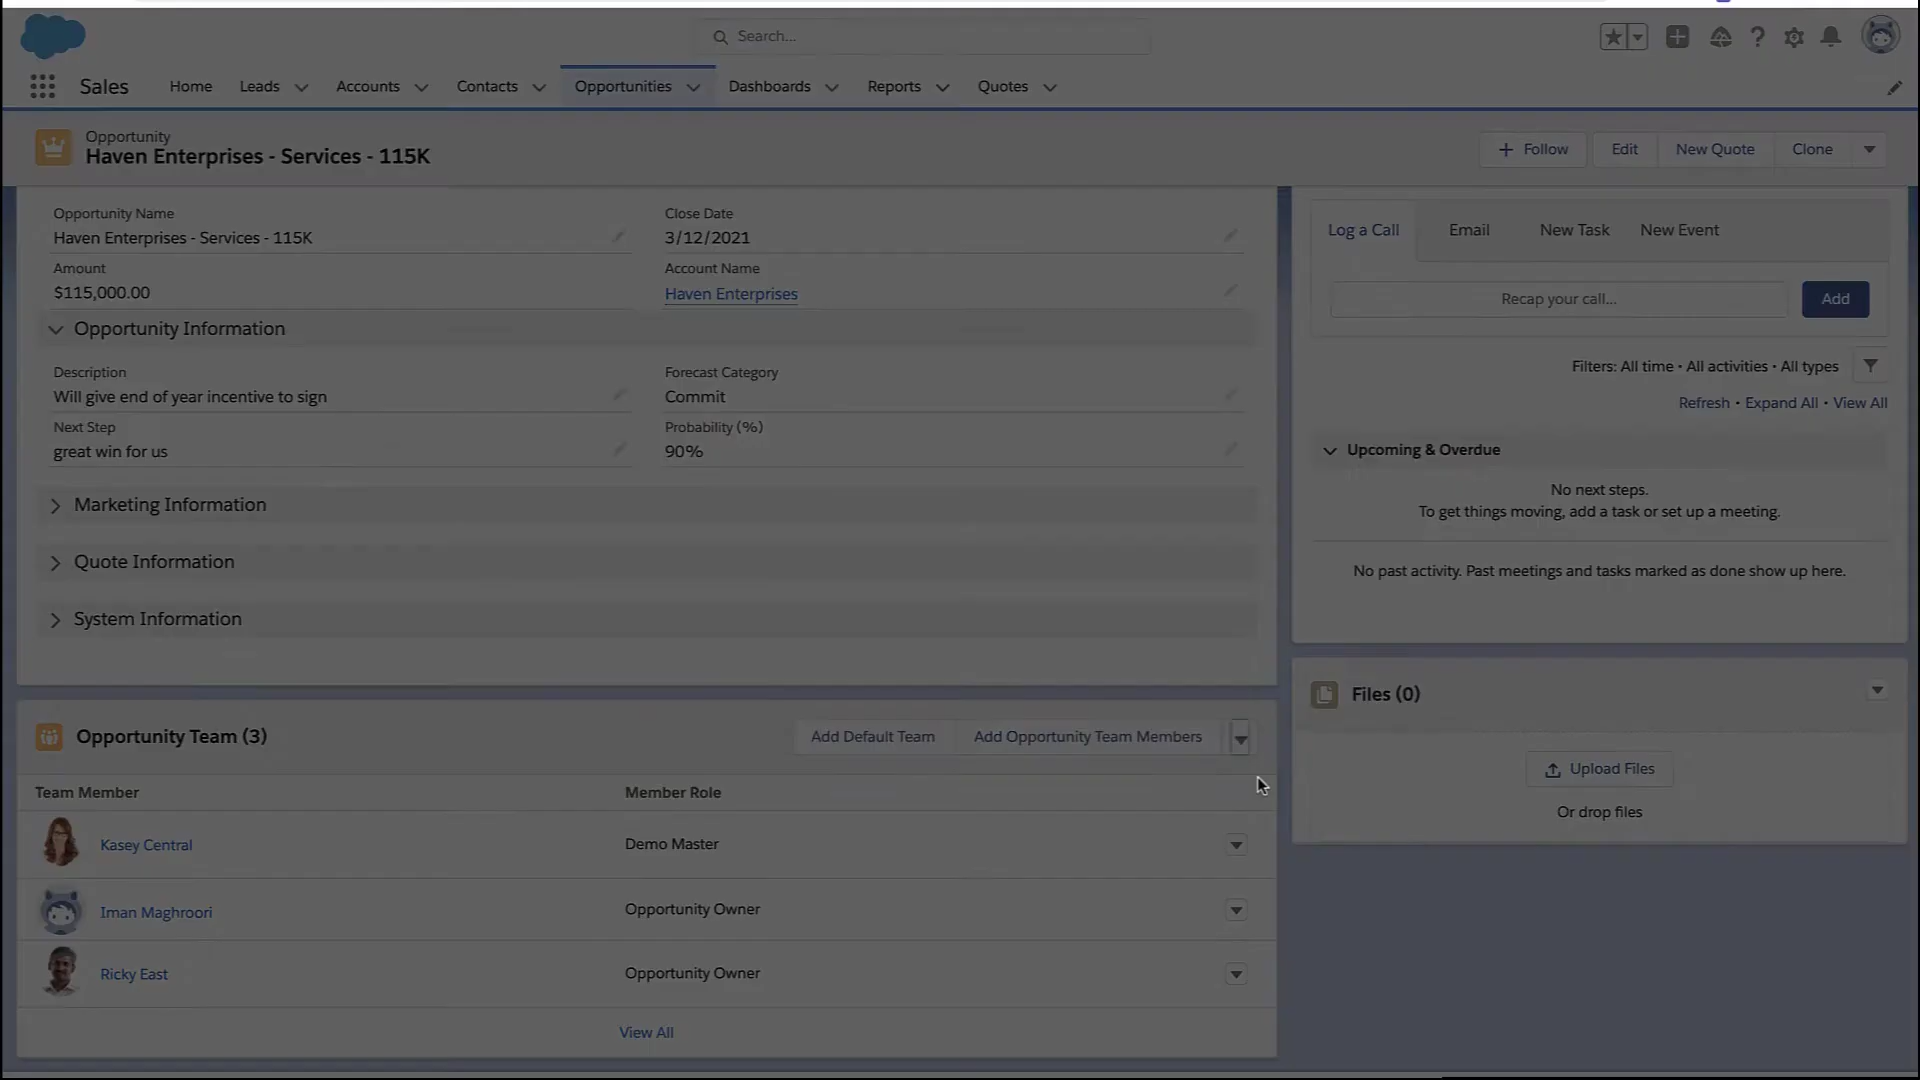 Search...
Sales
Home
Leads
Accounts
Contacts
Opportunities
Dashboards
Reports
Quotes
Opportunity
Haven Enterprises - Services - 115K
Follow
Edit
New Quote
Clone
Opportunity Name
Haven Enterprises - Services - 115K
Close Date
3/12/2021
Amount
$115,000.00
Account Name
Haven Enterprises
Opportunity Information
Description
Will give end of year incentive to sign
Forecast Category
Commit
Next Step
great win for us
Probability (%)
90%
Marketing Information
Quote Information
System Information
Opportunity Team (3)
Add Default Team
Add Opportunity Team Members
Team Member
Member Role
Kasey Central
Demo Master
Iman Maghroori
Opportunity Owner
Ricky East
Opportunity Owner
View All
Log a Call
Email
New Task
New Event
Recap your call...
Add
Filters: All time • All activities • All types
Refresh • Expand All • View All
Upcoming & Overdue
No next steps.
To get things moving, add a task or set up a meeting.
No past activity. Past meetings and tasks marked as done show up here.
Files (0)
Upload Files
Or drop files